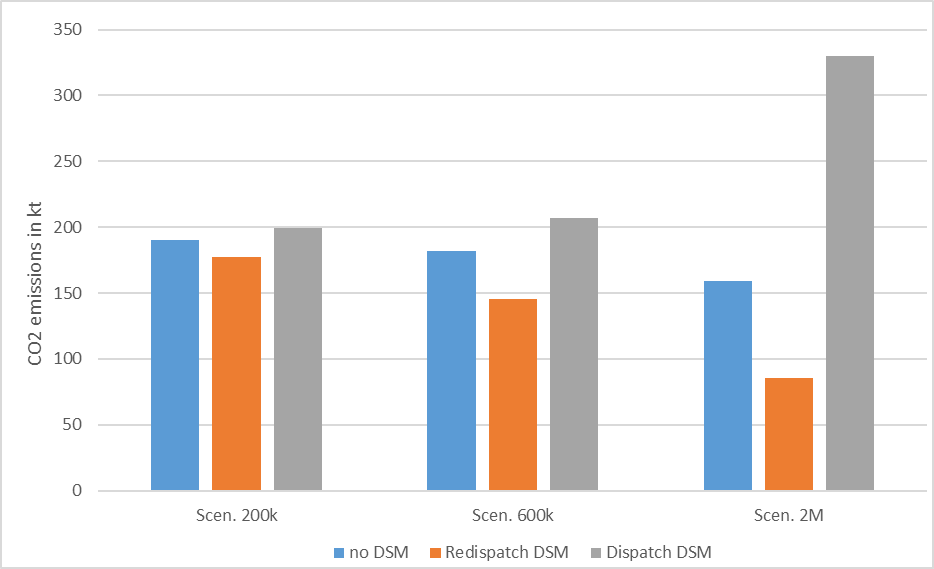 CO2 emissions in kt
350
300
250
200
150
100
50
0
Scen. 200k
Scen. 600k
Scen. 2M
no DSM
Redispatch DSM
Dispatch DSM